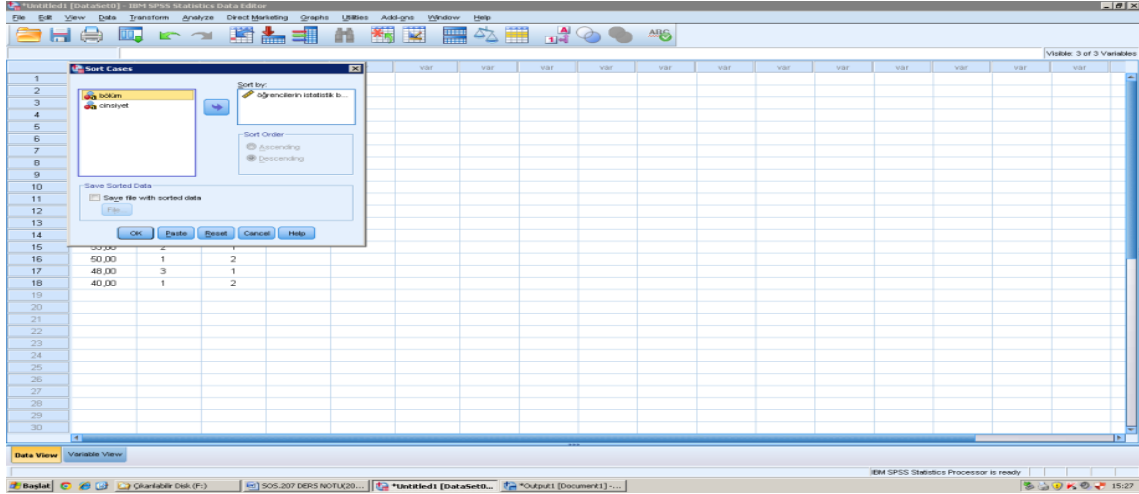 *Untitled1 [DataSet0] - IBM SPSS Statistics Data Editor
File Edit View Data Transform Analyze Direct Marketing Graphs Utilities Add-ons Window Help
Visible: 3 of 3 Variables
Sort Cases
var var var var var var var var var var var var
bölüm
cinsiyet
Sort by:
öğrencilerin istatistik b...
Sort Order
Ascending
Descending
Save Sorted Data
Save file with sorted data
File...
OK Paste Reset Cancel Help
1
2
3
4
5
6
7
8
9
10
11
12
13
14
15
16 50,00 1 2
17 48,00 3 1
18 40,00 1 2
19
20
21
22
23
24
25
26
27
28
29
30
Data View Variable View
IBM SPSS Statistics Processor is ready
Başlat Çıkarılabilir Disk (F:) SOS.207 DERS NOTU(20... *Untitled1 [DataSet0... *Output1 [Document1] -... 15:27